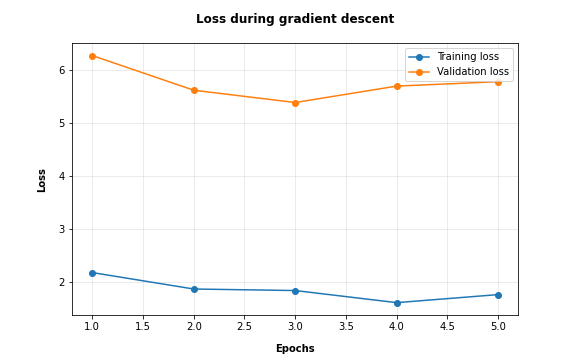 Loss during gradient descent
Training loss
Validation loss
6
5
4
3
2
Loss
1.0 1.5 2.0 2.5 3.0 3.5 4.0 4.5 5.0
Epochs